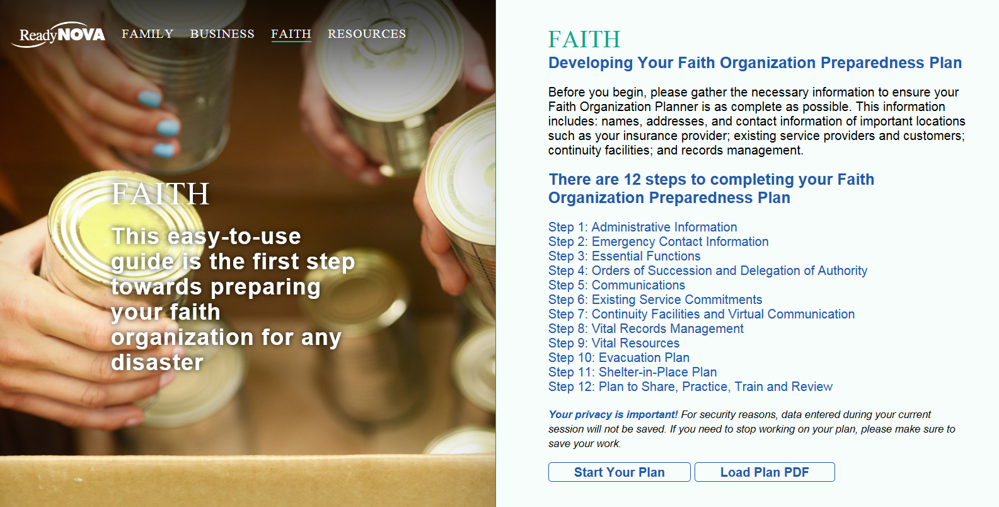 ReadyNOVA
FAMILY BUSINESS FAITH RESOURCES
FAITH
This easy-to-use
guide is the first step
towards preparing
your faith
organization for any
disaster
FAITH
Developing Your Faith Organization Preparedness Plan
Before you begin, please gather the necessary information to ensure your
Faith Organization Planner is as complete as possible. This information
includes: names, addresses, and contact information of important locations
such as your insurance provider; existing service providers and customers;
continuity facilities; and records management.
There are 12 steps to completing your Faith
Organization Preparedness Plan
Step 1: Administrative Information
Step 2: Emergency Contact Information
Step 3: Essential Functions
Step 4: Orders of Succession and Delegation of Authority
Step 5: Communications
Step 6: Existing Service Commitments
Step 7: Continuity Facilities and Virtual Communication
Step 8: Vital Records Management
Step 9: Vital Resources
Step 10: Evacuation Plan
Step 11: Shelter-in-Place Plan
Step 12: Plan to Share, Practice, Train and Review
Your privacy is important! For security reasons, data entered during your current
session will not be saved. If you need to stop working on your plan, please make sure to
save your work.
Start Your Plan Load Plan PDF